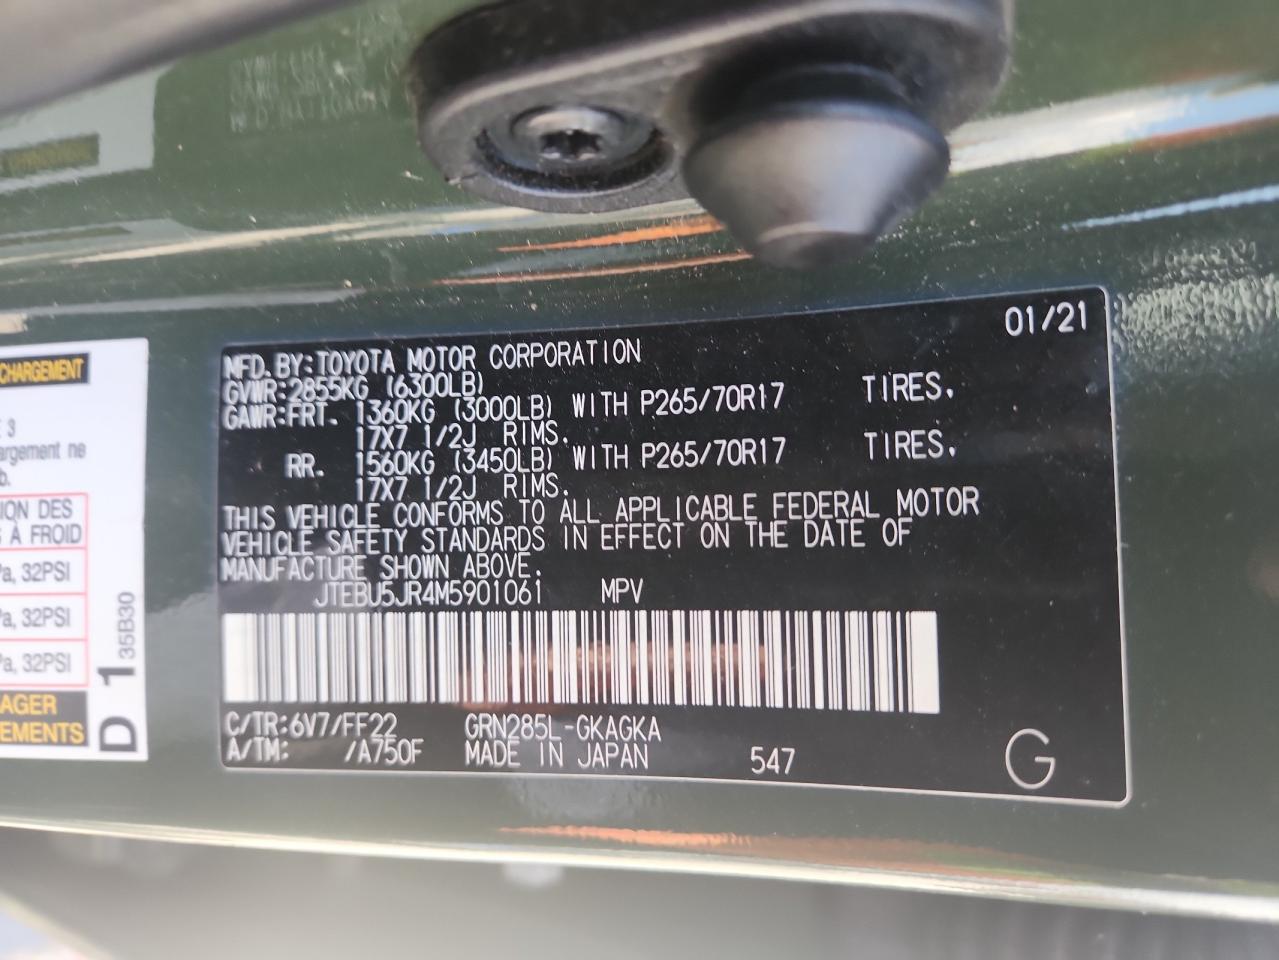 01/21
MFD. BY: TOYOTA MOTOR CORPORATION
GVWR: 2855KG (6300LB)
GAWR: FRT. 1360KG (3000LB) WITH P265/70R17 TIRES.
17X7 1/2J RIMS.
RR. 1560KG (3450LB) WITH P265/70R17 TIRES.
17X7 1/2J RIMS.
THIS VEHICLE CONFORMS TO ALL APPLICABLE FEDERAL MOTOR
VEHICLE SAFETY STANDARDS IN EFFECT ON THE DATE OF
MANUFACTURE SHOWN ABOVE.
JTEBU5JR4M5901061 MPV
C/TR: 6V7/FF22 GRN285L-GKAGKA
A/TM: /A750F MADE IN JAPAN 547 G
CHARGEMENT
3
argement ne
ION DES
À FROID
a, 32PSI
a, 32PSI
a, 32PSI
AGER
EMENTS
D 1 35B30